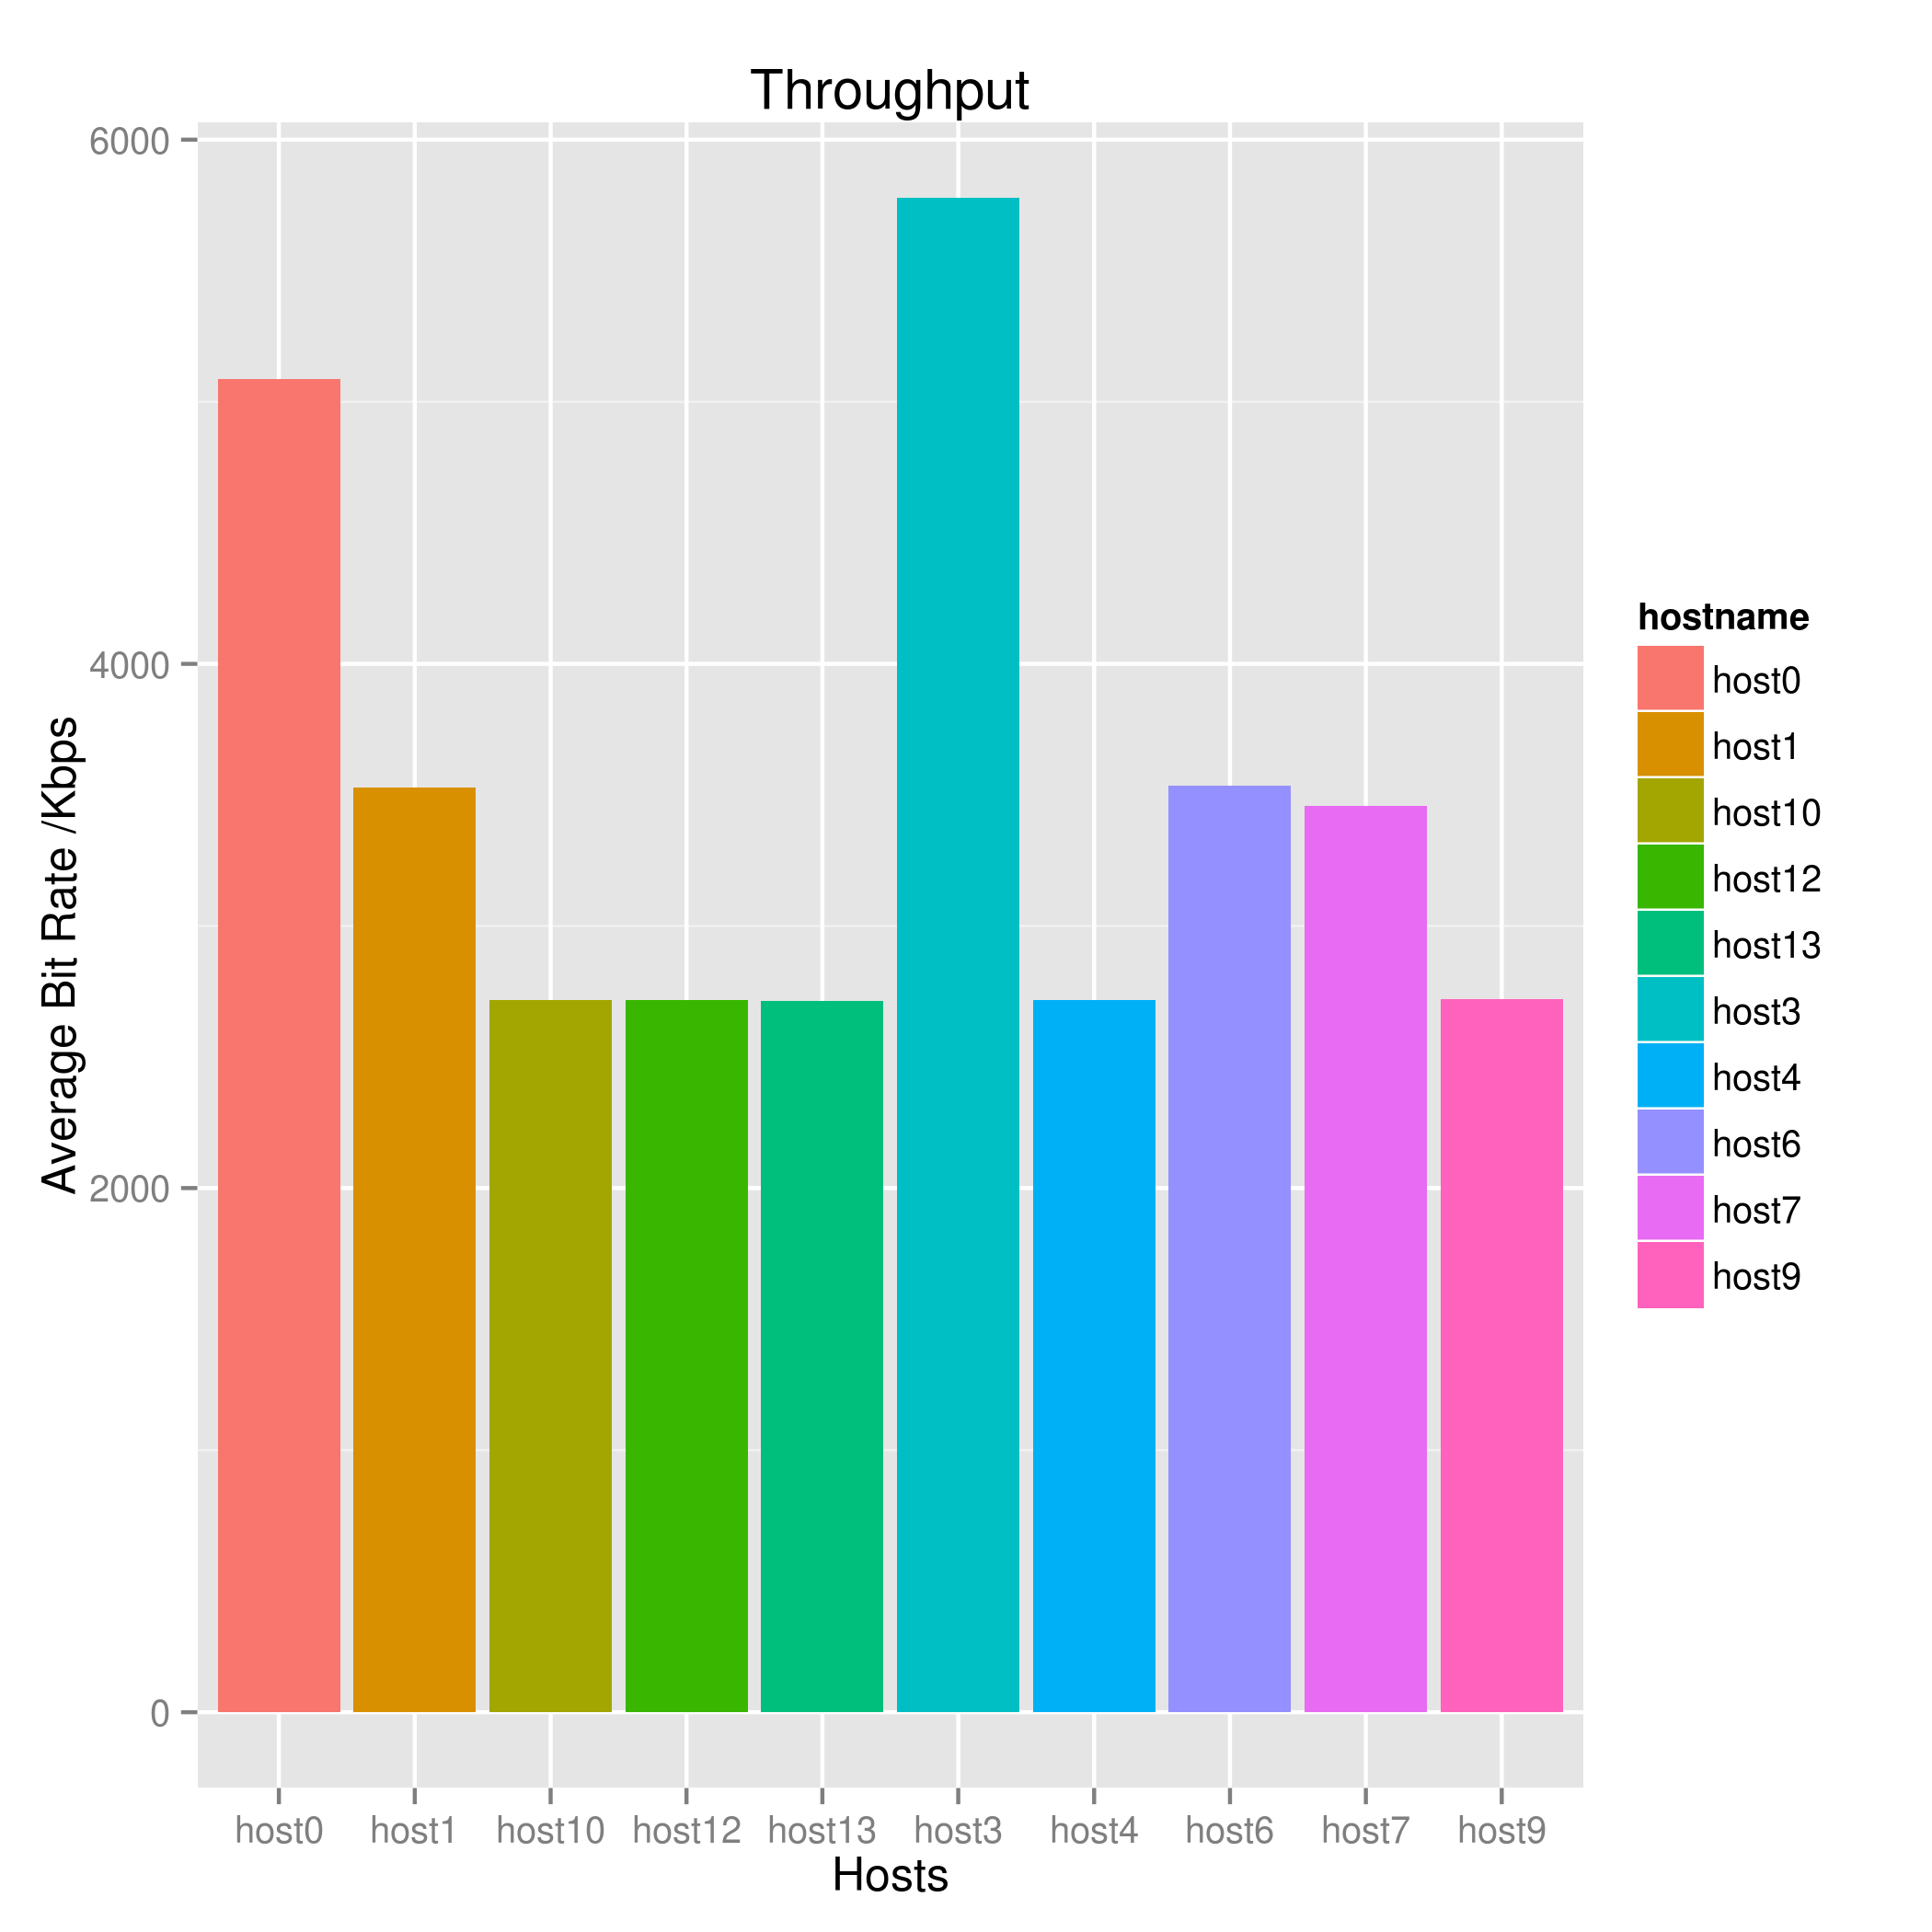 Throughput
Average Bit Rate /Kbps
6000
4000
2000
0
host0 host1 host10 host12 host13 host3 host4 host6 host7 host9
Hosts
hostname
host0
host1
host10
host12
host13
host3
host4
host6
host7
host9